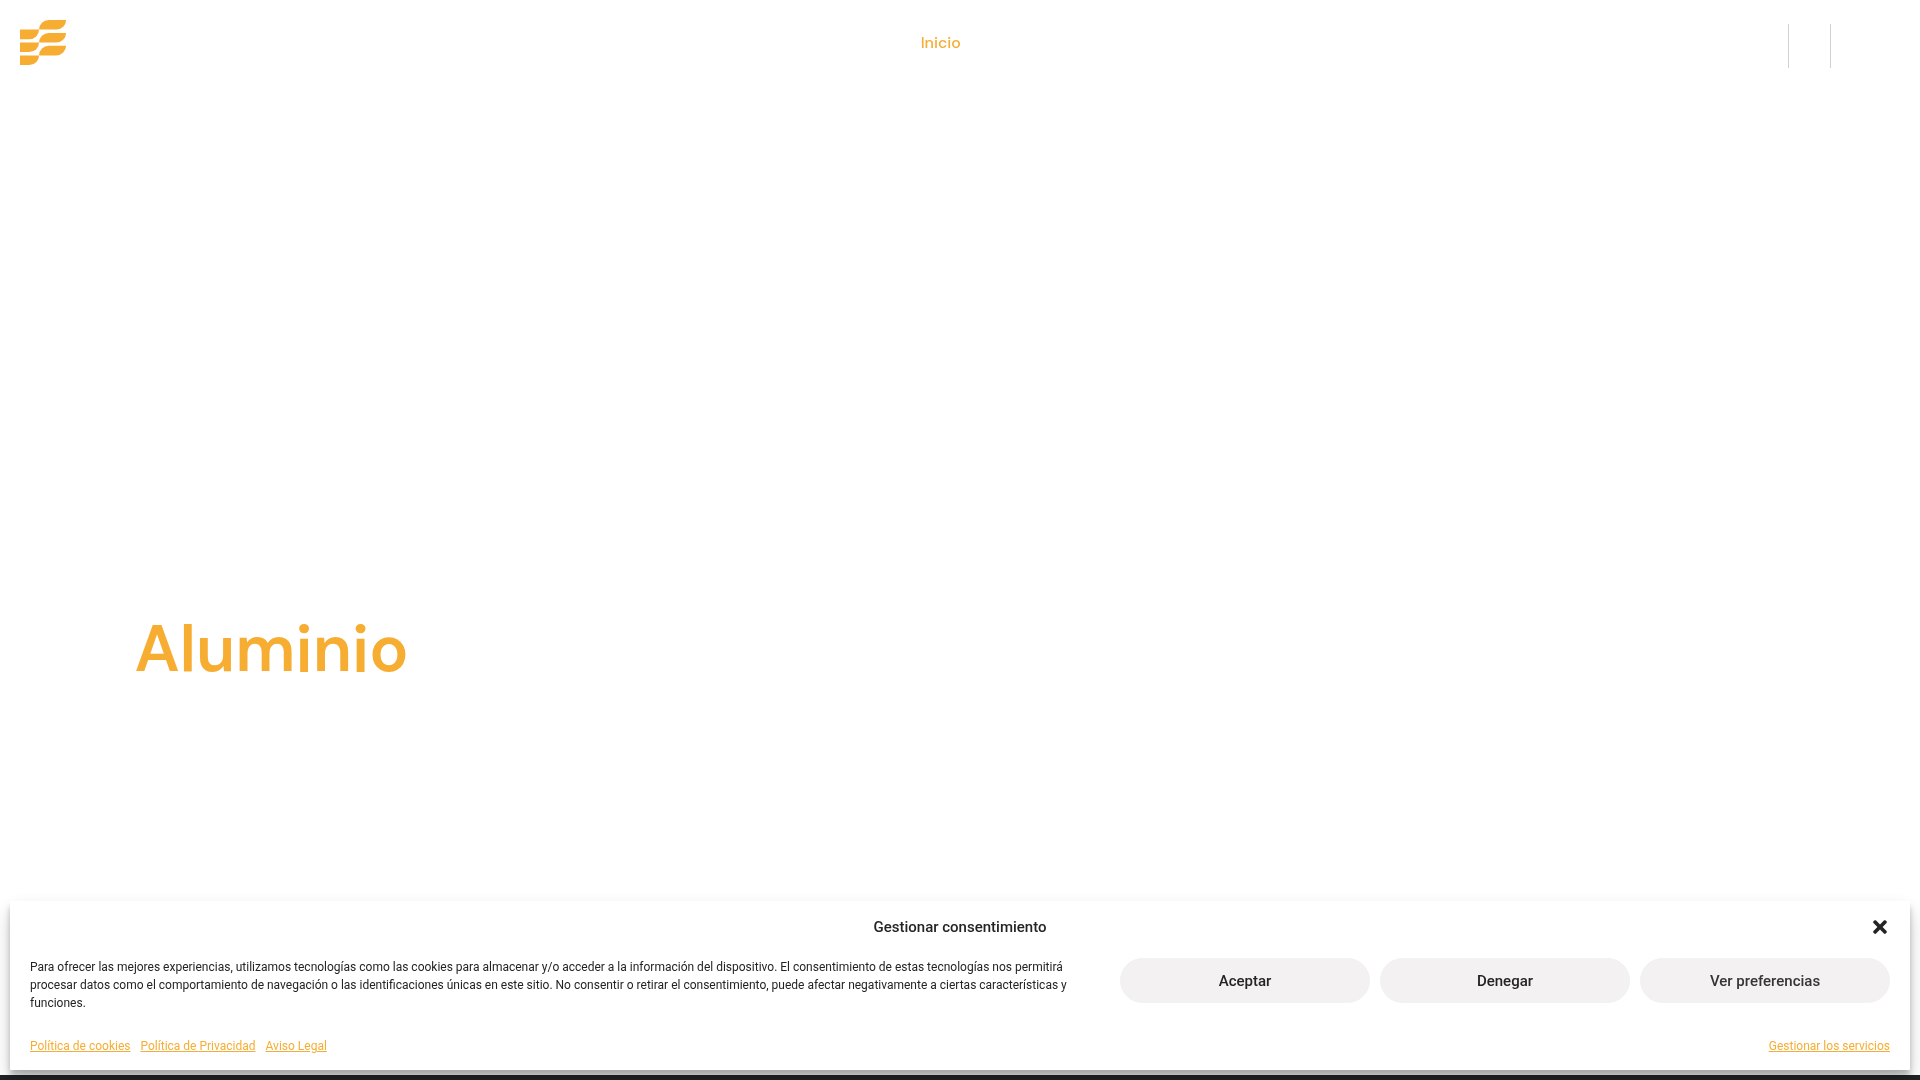 Inicio
Aluminio
Gestionar consentimiento
Para ofrecer las mejores experiencias, utilizamos tecnologías como las cookies para almacenar y/o acceder a la información del dispositivo. El consentimiento de estas tecnologías nos permitirá
procesar datos como el comportamiento de navegación o las identificaciones únicas en este sitio. No consentir o retirar el consentimiento, puede afectar negativamente a ciertas características y
funciones.
Aceptar
Denegar
Ver preferencias
Política de cookies Política de Privacidad Aviso Legal
Gestionar los servicios